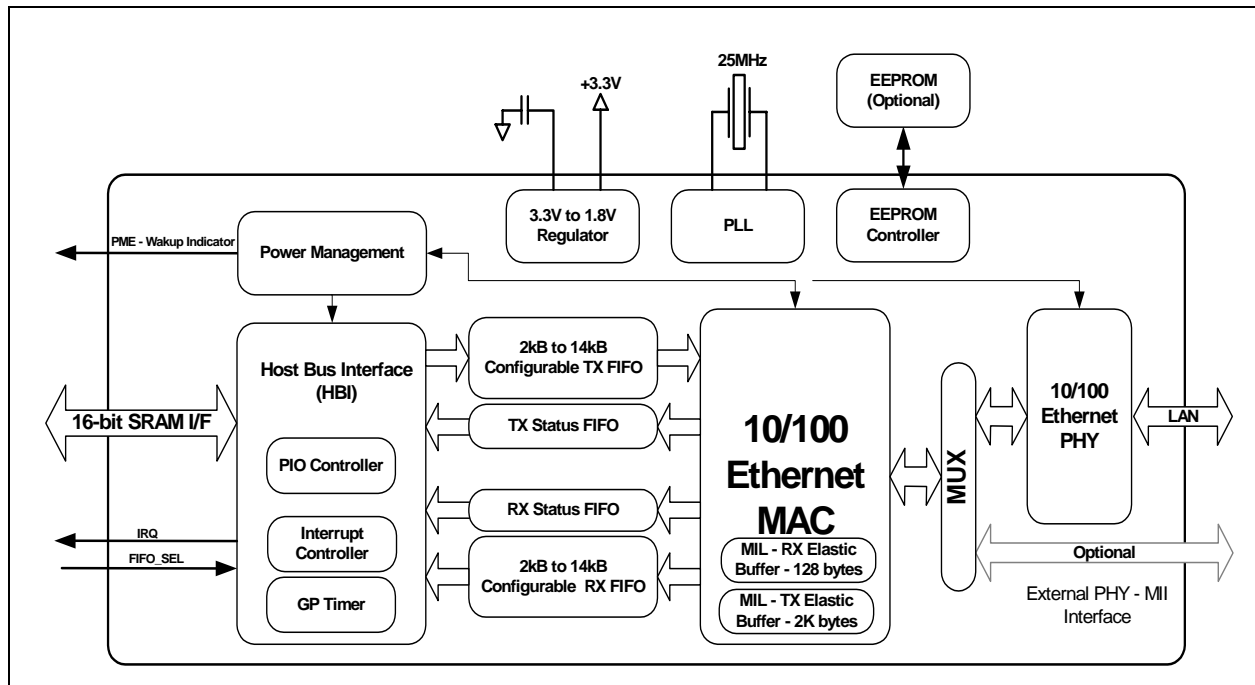 25MHz
+3.3V
EEPROM
(Optional)
3.3V to 1.8V
Regulator
PLL
EEPROM
Controller
PME - Wakup Indicator
Power Management
Host Bus Interface
(HBI)
2kB to 14kB
Configurable TX FIFO
16-bit SRAM I/F
TX Status FIFO
PIO Controller
RX Status FIFO
IRQ
FIFO_SEL
Interrupt
Controller
2kB to 14kB
Configurable RX FIFO
GP Timer
10/100
Ethernet
MAC
MIL - RX Elastic
Buffer - 128 bytes
MIL - TX Elastic
Buffer - 2K bytes
MUX
10/100
Ethernet
PHY
LAN
Optional
External PHY - MII
Interface